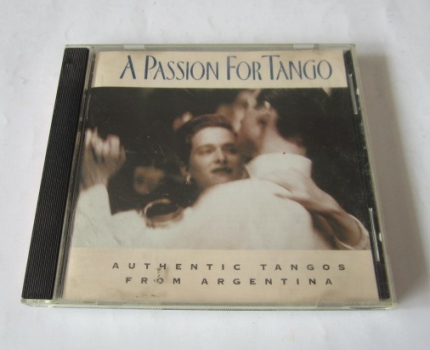 A PASSION FOR TANGO
AUTHENTIC TANGOS
FROM ARGENTINA